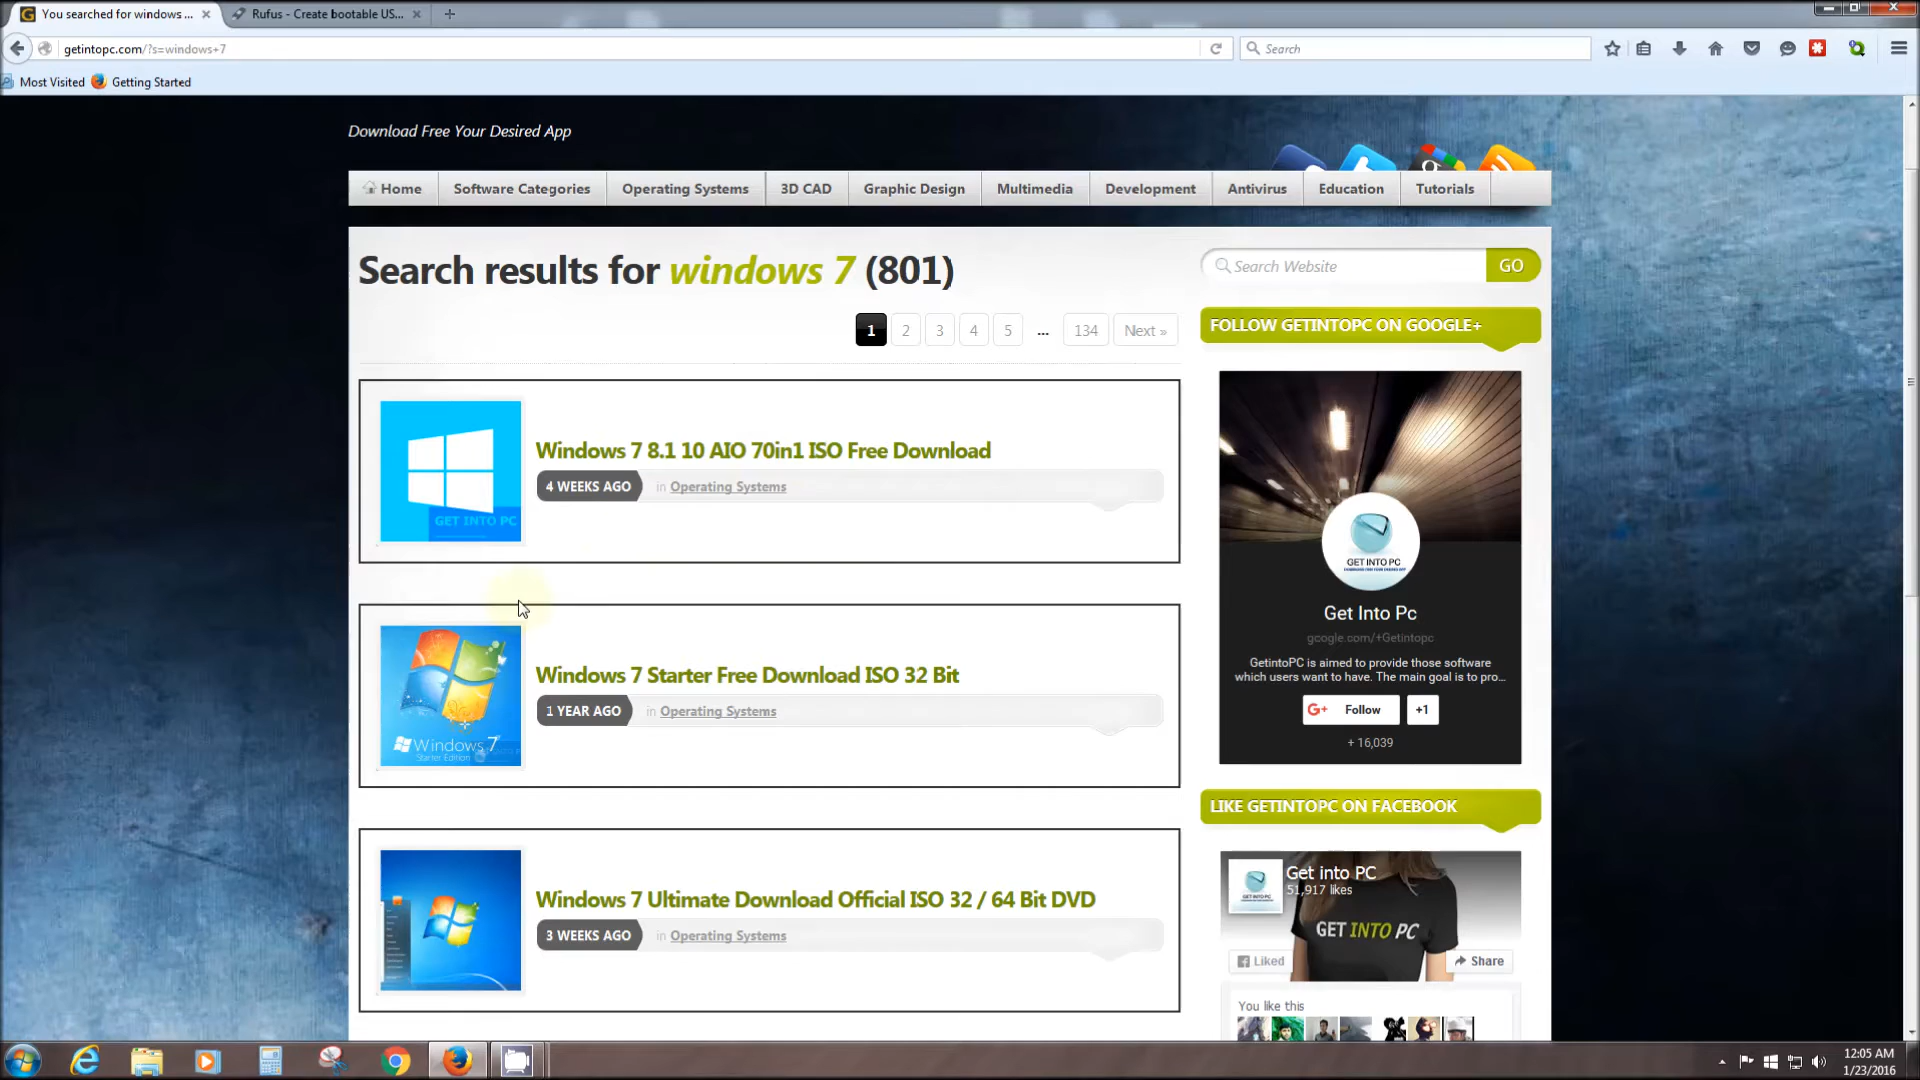 You searched for windows ...
Rufus - Create bootable US...
getintopc.com/?s=windows+7
Search
Most Visited
Getting Started
Download Free Your Desired App
Home
Software Categories
Operating Systems
3D CAD
Graphic Design
Multimedia
Development
Antivirus
Education
Tutorials
Search results for windows 7 (801)
1 2 3 4 5 ... 134 Next »
Windows 7 8.1 10 AIO 70in1 ISO Free Download
4 WEEKS AGO
in Operating Systems
GET INTO PC
Windows 7 Starter Free Download ISO 32 Bit
1 YEAR AGO
in Operating Systems
Windows 7
Starter Edition
Windows 7 Ultimate Download Official ISO 32 / 64 Bit DVD
3 WEEKS AGO
in Operating Systems
Search Website
GO
FOLLOW GETINTOPC ON GOOGLE+
GET INTO PC
Get Into Pc
google.com/+Getintopc
GetintoPC is aimed to provide those software
which users want to have. The main goal is to pro...
G+ Follow
+1
+ 16,039
LIKE GETINTOPC ON FACEBOOK
Get into PC
51,917 likes
GET INTO PC
Liked
Share
You like this
12:05 AM
1/23/2016